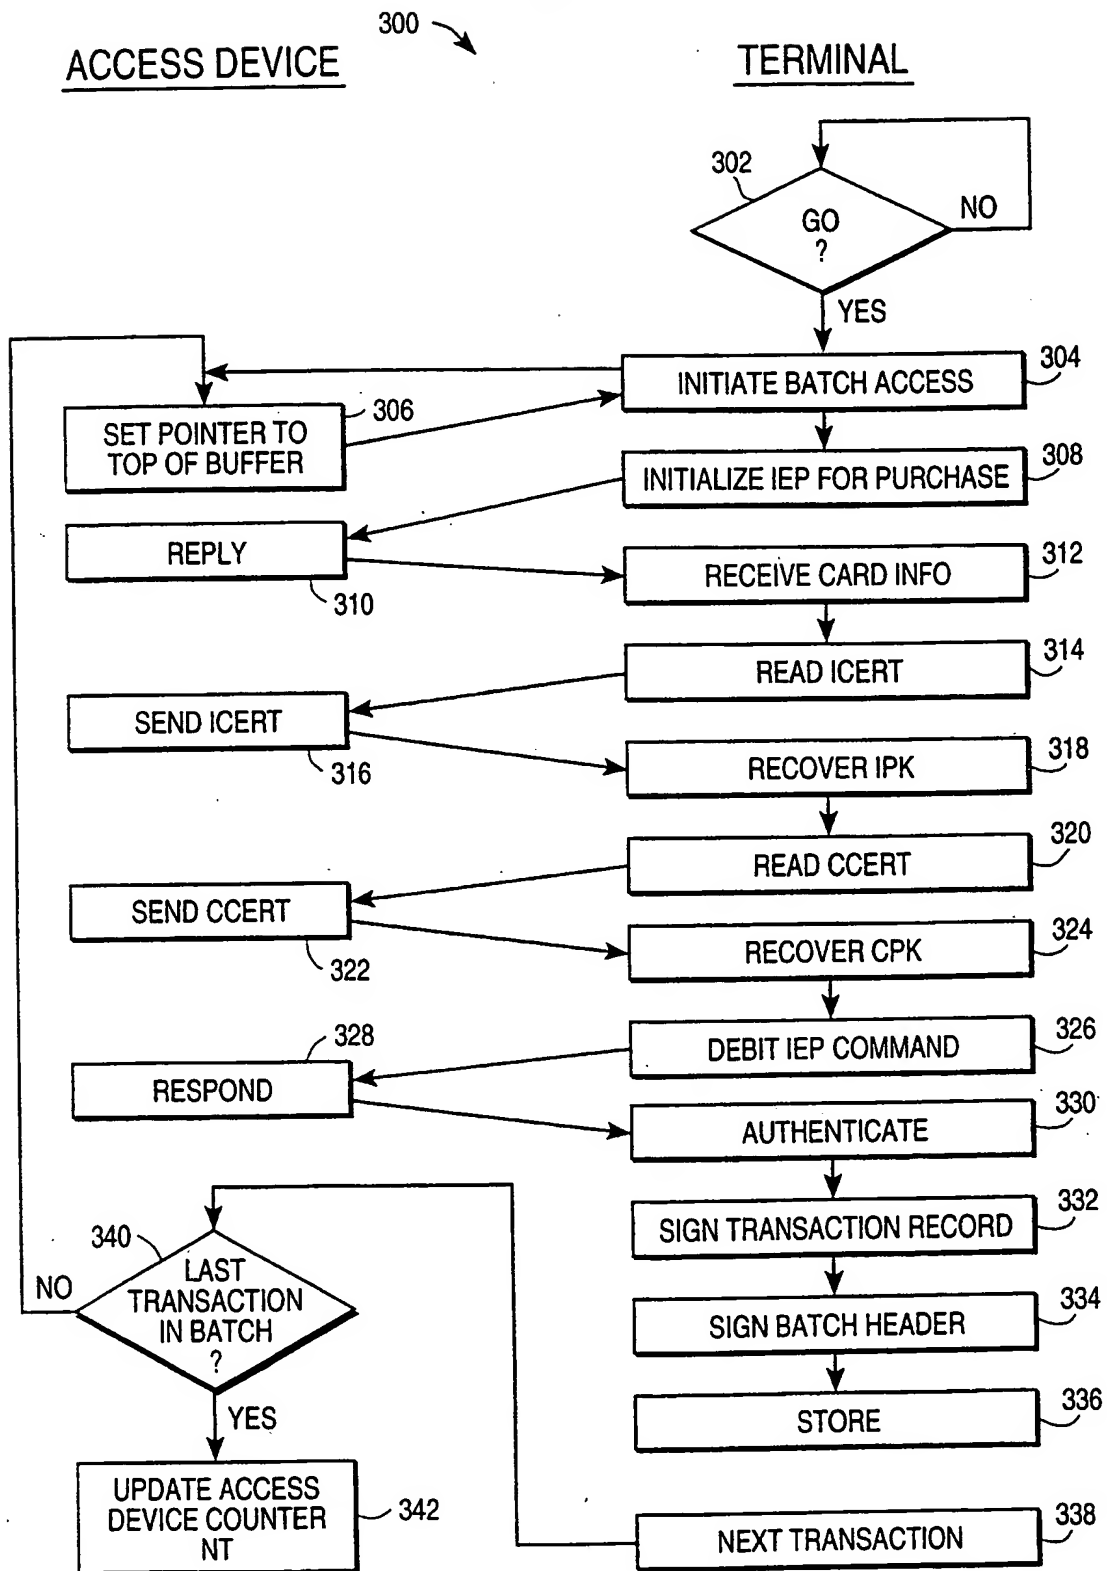 300
ACCESS DEVICE
TERMINAL
302
GO
?
NO
YES
INITIATE BATCH ACCESS
304
SET POINTER TO
TOP OF BUFFER
306
INITIALIZE IEP FOR PURCHASE
308
REPLY
310
RECEIVE CARD INFO
312
READ ICERT
314
SEND ICERT
316
RECOVER IPK
318
READ CCERT
320
SEND CCERT
322
RECOVER CPK
324
DEBIT IEP COMMAND
326
328
RESPOND
AUTHENTICATE
330
SIGN TRANSACTION RECORD
332
SIGN BATCH HEADER
334
STORE
336
NEXT TRANSACTION
338
340
NO
LAST
TRANSACTION
IN BATCH
?
YES
UPDATE ACCESS
DEVICE COUNTER
NT
342